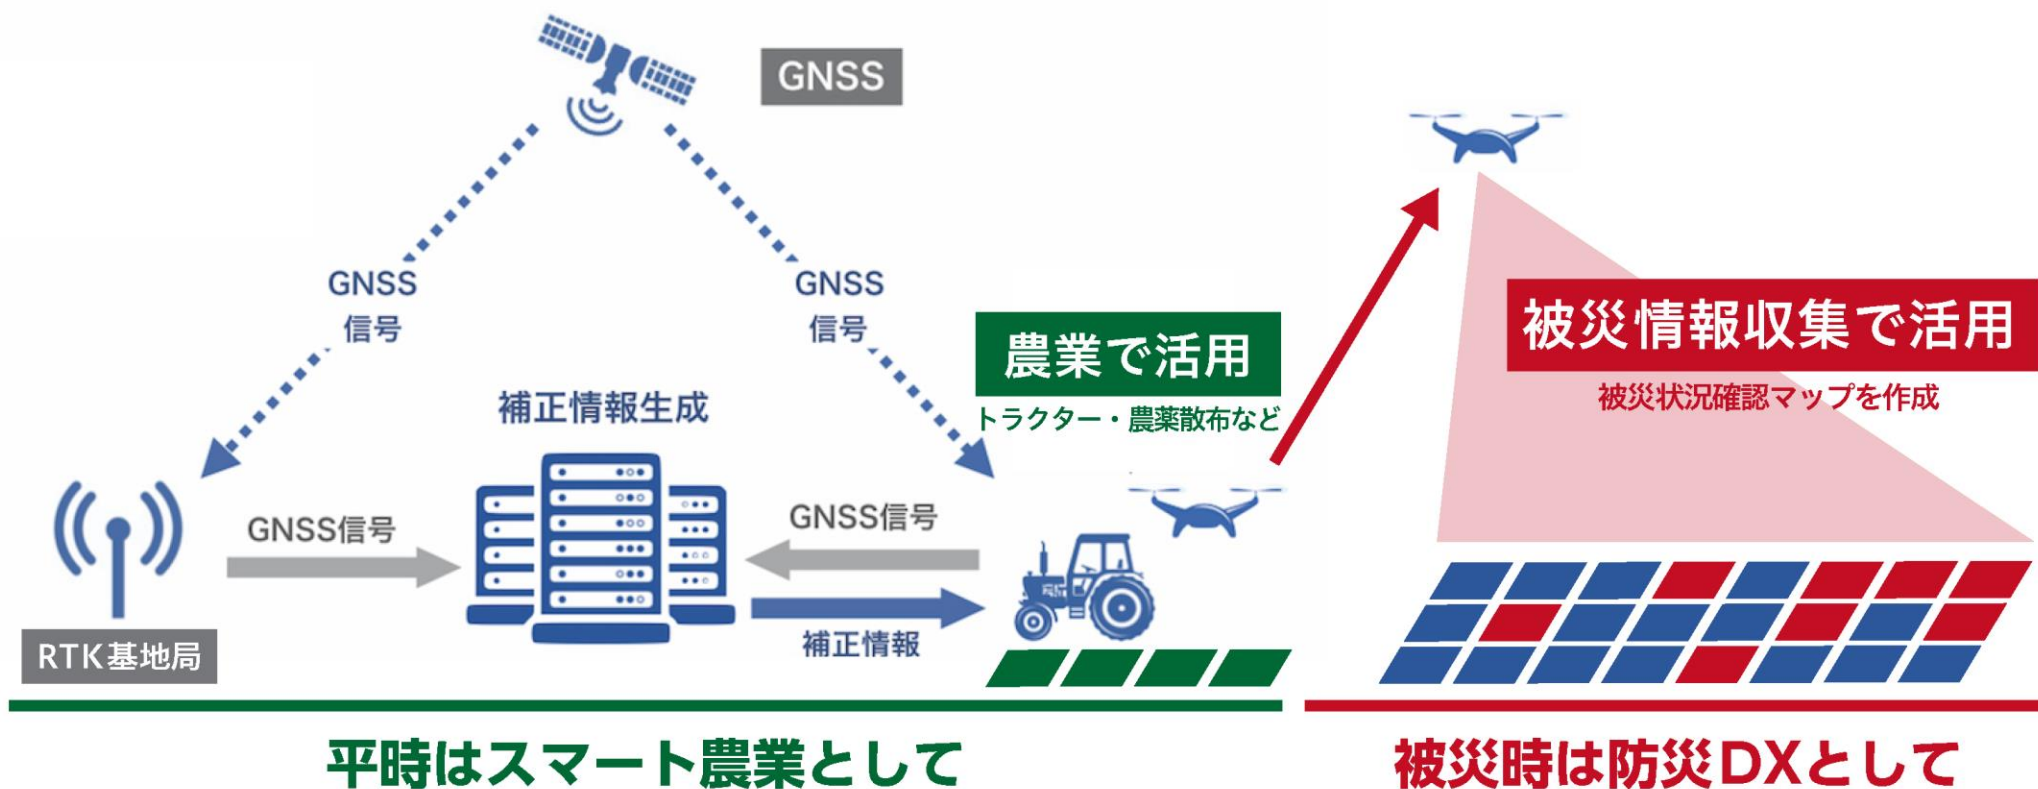 GNSS
GNSS
信号
GNSS
信号
農業で活用
トラクター・農薬散布など
被災情報収集で活用
被災状況確認マップを作成
補正情報生成
GNSS信号
GNSS信号
補正情報
RTK基地局
平時はスマート農業として
被災時は防災DXとして